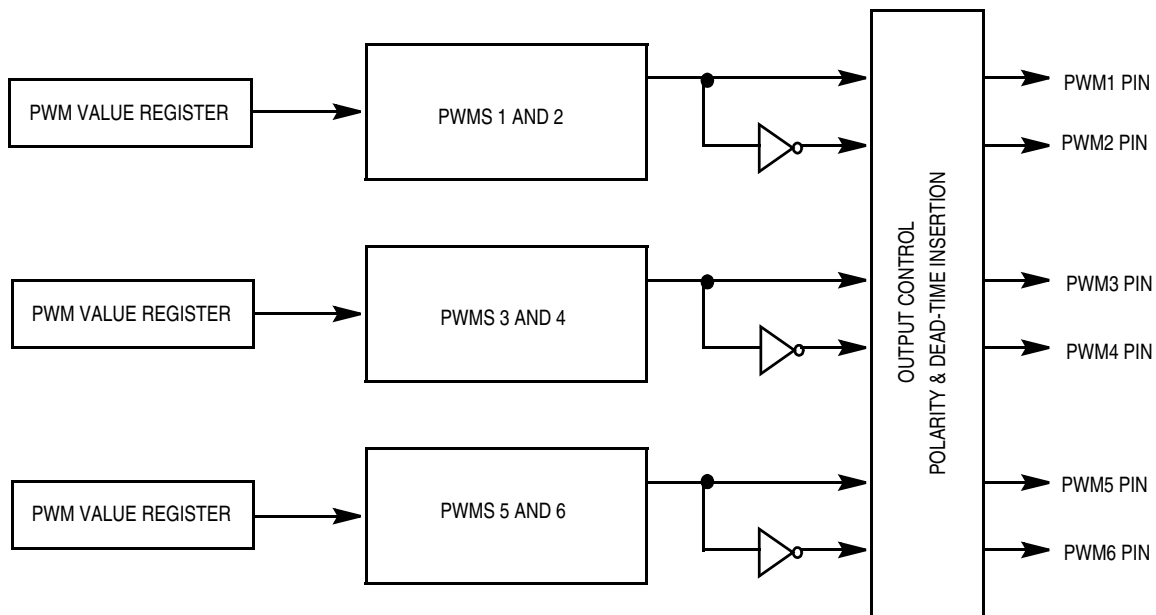 PWM VALUE REGISTER
PWMS 1 AND 2
PWM1 PIN
PWM2 PIN
PWM VALUE REGISTER
PWMS 3 AND 4
PWM3 PIN
PWM4 PIN
PWM VALUE REGISTER
PWMS 5 AND 6
PWM5 PIN
PWM6 PIN
OUTPUT CONTROL
POLARITY & DEAD-TIME INSERTION